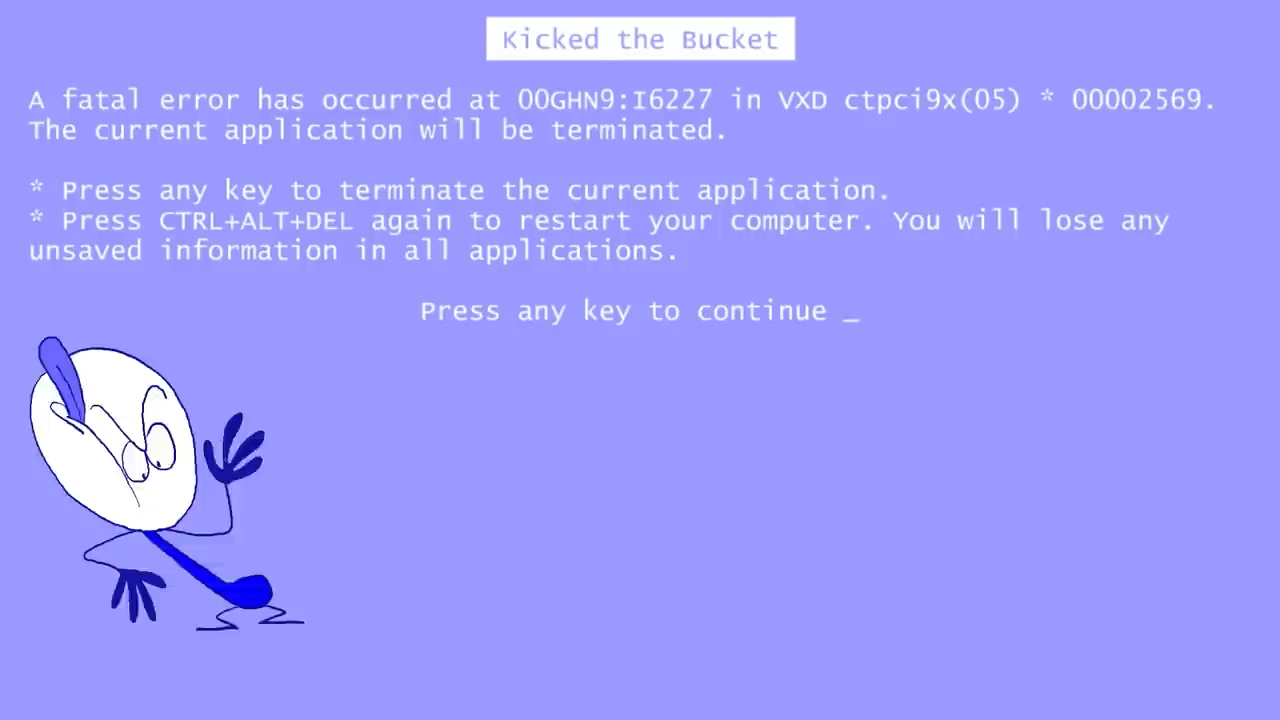 Kicked the Bucket
A fatal error has occurred at 00GHN9:I6227 in VXD ctpci9x(05) * 00002569.
The current application will be terminated.
* Press any key to terminate the current application.
* Press CTRL+ALT+DEL again to restart your computer. You will lose any
unsaved information in all applications.
Press any key to continue _